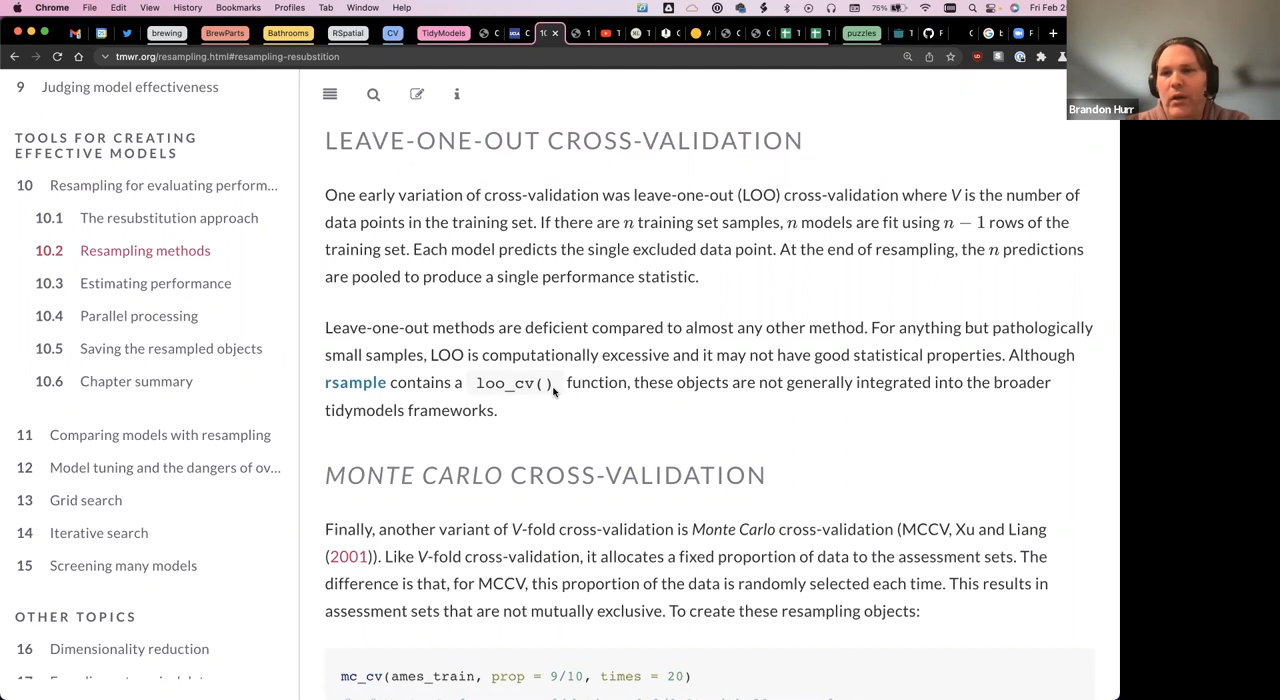 Chrome File Edit View History Bookmarks Profiles Tab Window Help 75% Fri Feb 2
brewing BrewParts Bathrooms RSpatial CV TidyModels puzzles
tmwr.org/resampling.html#resampling-resubstition
Brandon Hurr
9 Judging model effectiveness
TOOLS FOR CREATING
EFFECTIVE MODELS
10 Resampling for evaluating perform...
10.1 The resubstitution approach
10.2 Resampling methods
10.3 Estimating performance
10.4 Parallel processing
10.5 Saving the resampled objects
10.6 Chapter summary
11 Comparing models with resampling
12 Model tuning and the dangers of ov...
13 Grid search
14 Iterative search
15 Screening many models
OTHER TOPICS
16 Dimensionality reduction
LEAVE-ONE-OUT CROSS-VALIDATION
One early variation of cross-validation was leave-one-out (LOO) cross-validation where V is the number of
data points in the training set. If there are n training set samples, n models are fit using n − 1 rows of the
training set. Each model predicts the single excluded data point. At the end of resampling, the n predictions
are pooled to produce a single performance statistic.
Leave-one-out methods are deficient compared to almost any other method. For anything but pathologically
small samples, LOO is computationally excessive and it may not have good statistical properties. Although
rsample contains a loo_cv() function, these objects are not generally integrated into the broader
tidymodels frameworks.
MONTE CARLO CROSS-VALIDATION
Finally, another variant of V-fold cross-validation is Monte Carlo cross-validation (MCCV, Xu and Liang
(2001)). Like V-fold cross-validation, it allocates a fixed proportion of data to the assessment sets. The
difference is that, for MCCV, this proportion of the data is randomly selected each time. This results in
assessment sets that are not mutually exclusive. To create these resampling objects:
mc_cv(ames_train, prop = 9/10, times = 20)